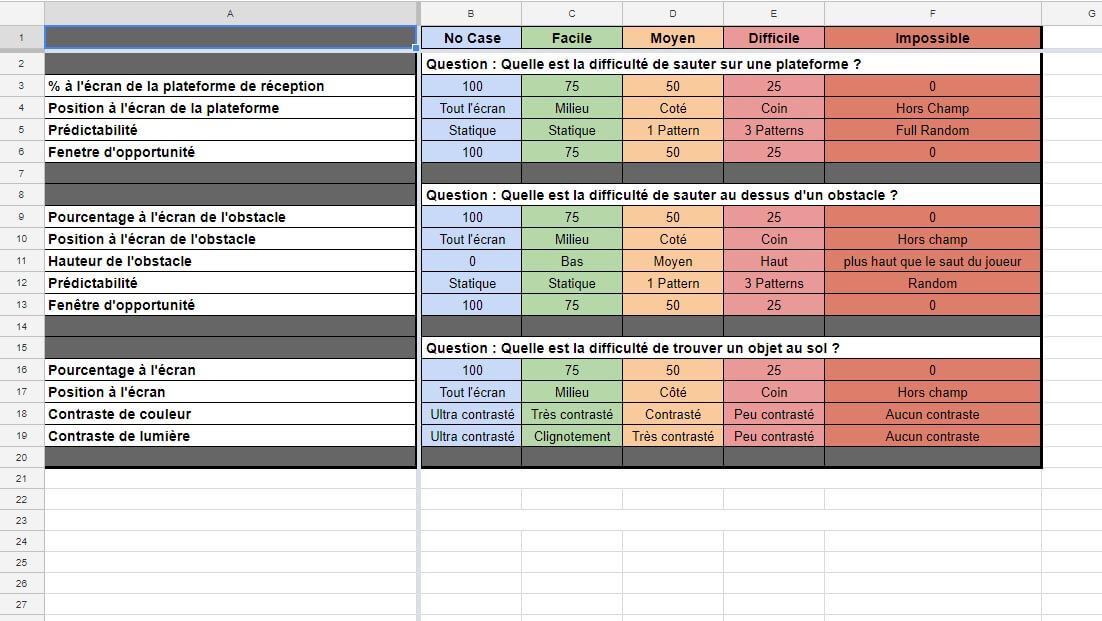 A B C D E F G
1 No Case Facile Moyen Difficile Impossible
2 Question : Quelle est la difficulté de sauter sur une plateforme ?
3 % à l'écran de la plateforme de réception 100 75 50 25 0
4 Position à l'écran de la plateforme Tout l'écran Milieu Coté Coin Hors Champ
5 Prédictabilité Statique Statique 1 Pattern 3 Patterns Full Random
6 Fenetre d'opportunité 100 75 50 25 0
7
8 Question : Quelle est la difficulté de sauter au dessus d'un obstacle ?
9 Pourcentage à l'écran de l'obstacle 100 75 50 25 0
10 Position à l'écran de l'obstacle Tout l'écran Milieu Coté Coin Hors champ
11 Hauteur de l'obstacle 0 Bas Moyen Haut plus haut que le saut du joueur
12 Prédictabilité Statique Statique 1 Pattern 3 Patterns Random
13 Fenêtre d'opportunité 100 75 50 25 0
14
15 Question : Quelle est la difficulté de trouver un objet au sol ?
16 Pourcentage à l'écran 100 75 50 25 0
17 Position à l'écran Tout l'écran Milieu Côté Coin Hors champ
18 Contraste de couleur Ultra contrasté Très contrasté Contrasté Peu contrasté Aucun contraste
19 Contraste de lumière Ultra contrasté Clignotement Très contrasté Peu contrasté Aucun contraste
20
21
22
23
24
25
26
27